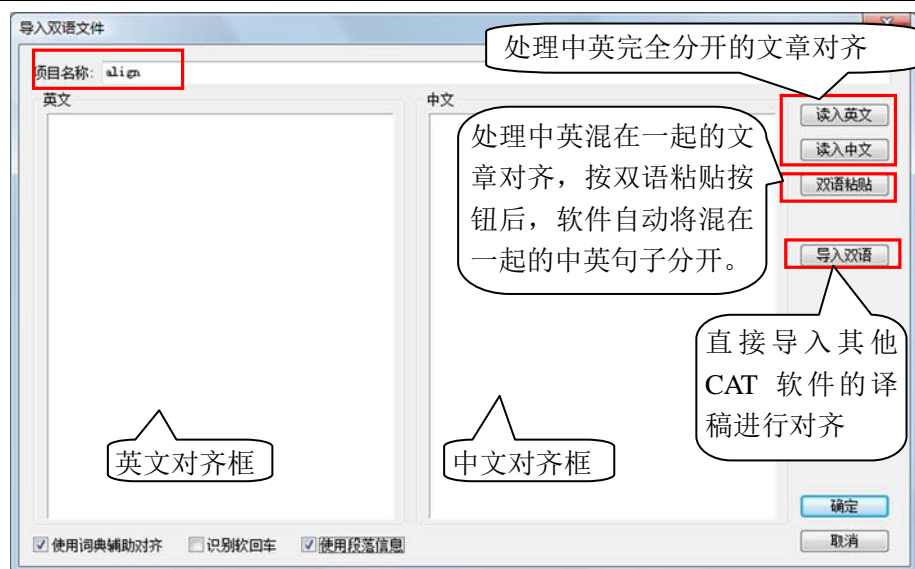 导入双语文件
处理中英完全分开的文章对齐
项目名称: align
英文
中文
读入英文
处理中英混在一起的文
章对齐，按双语粘贴按
钮后，软件自动将混在
一起的中英句子分开。
读入中文
双语粘贴
导入双语
直接导入其他
CAT 软件的译
稿进行对齐
英文对齐框
中文对齐框
确定
使用词典辅助对齐
识别软回车
使用段落信息
取消